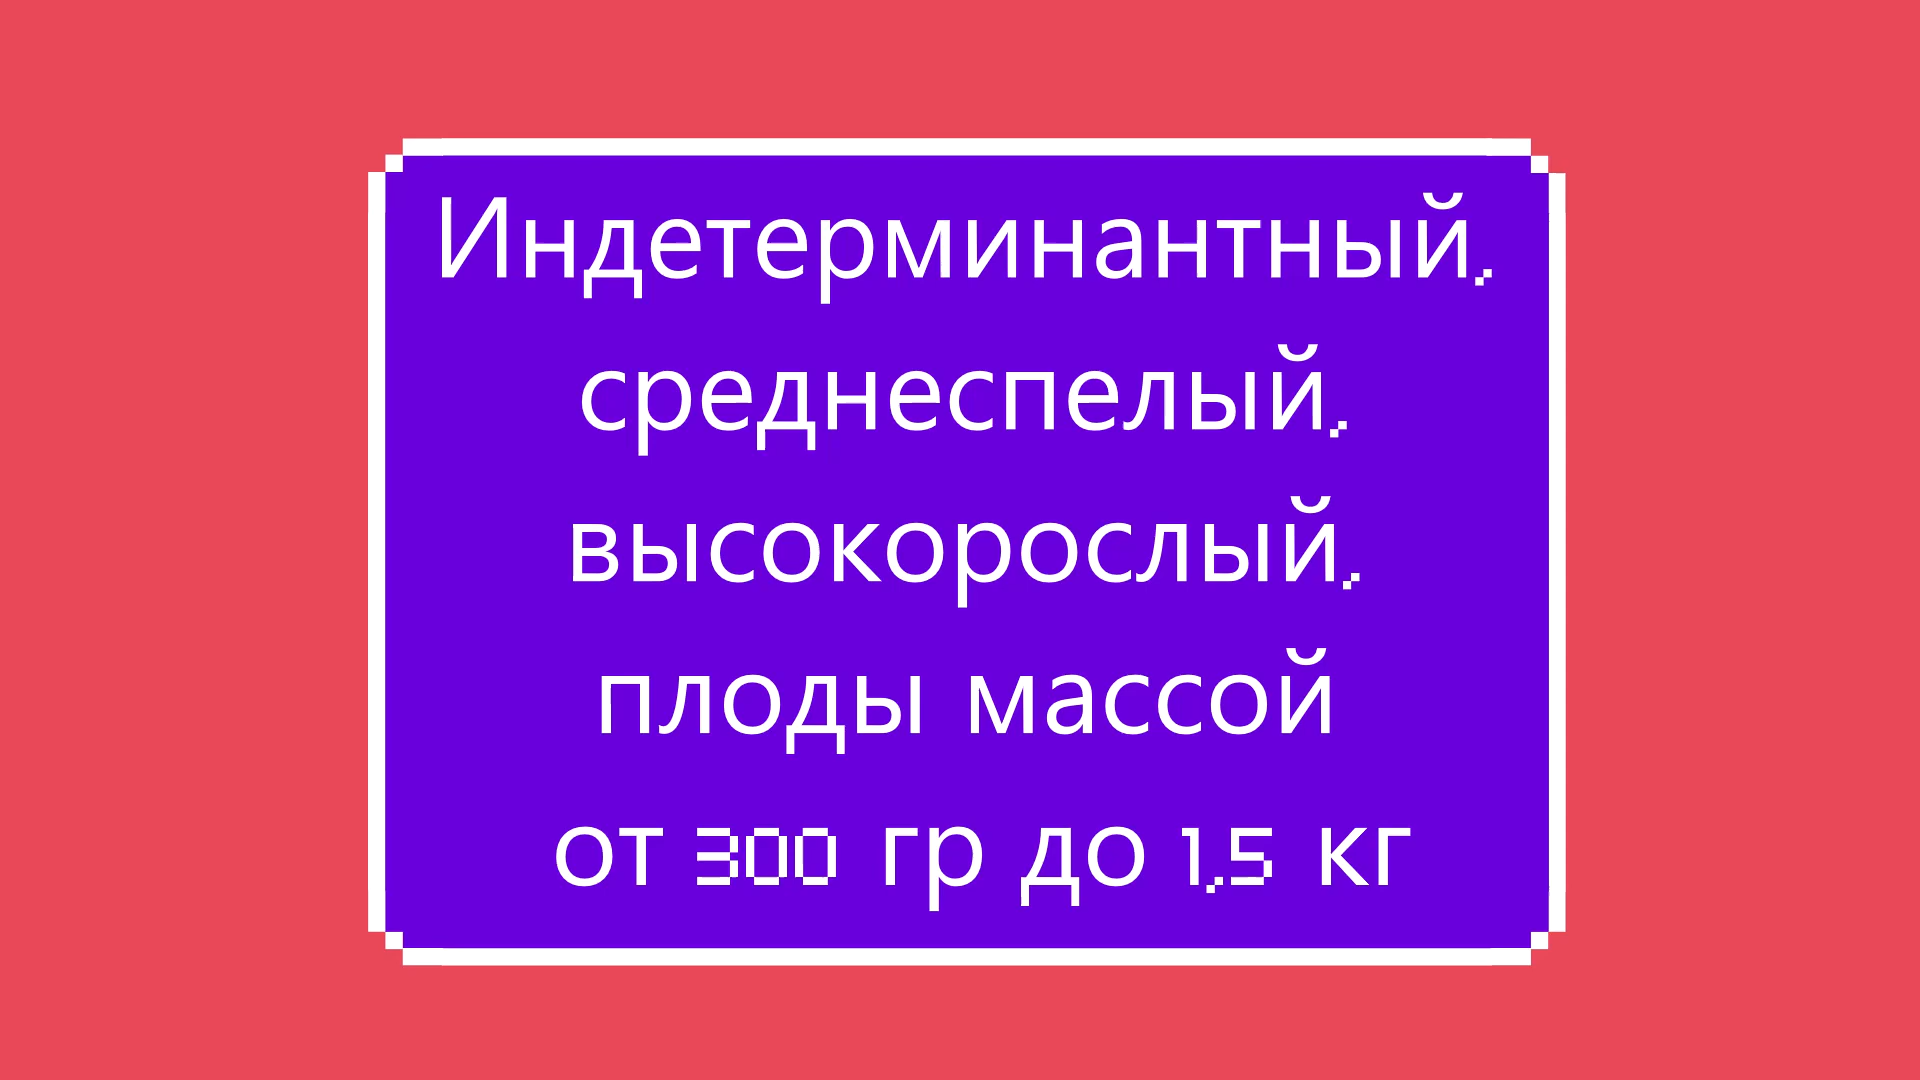 Индетерминантный,
среднеспелый,
высокорослый,
плоды массой
от 300 гр до 1,5 кг